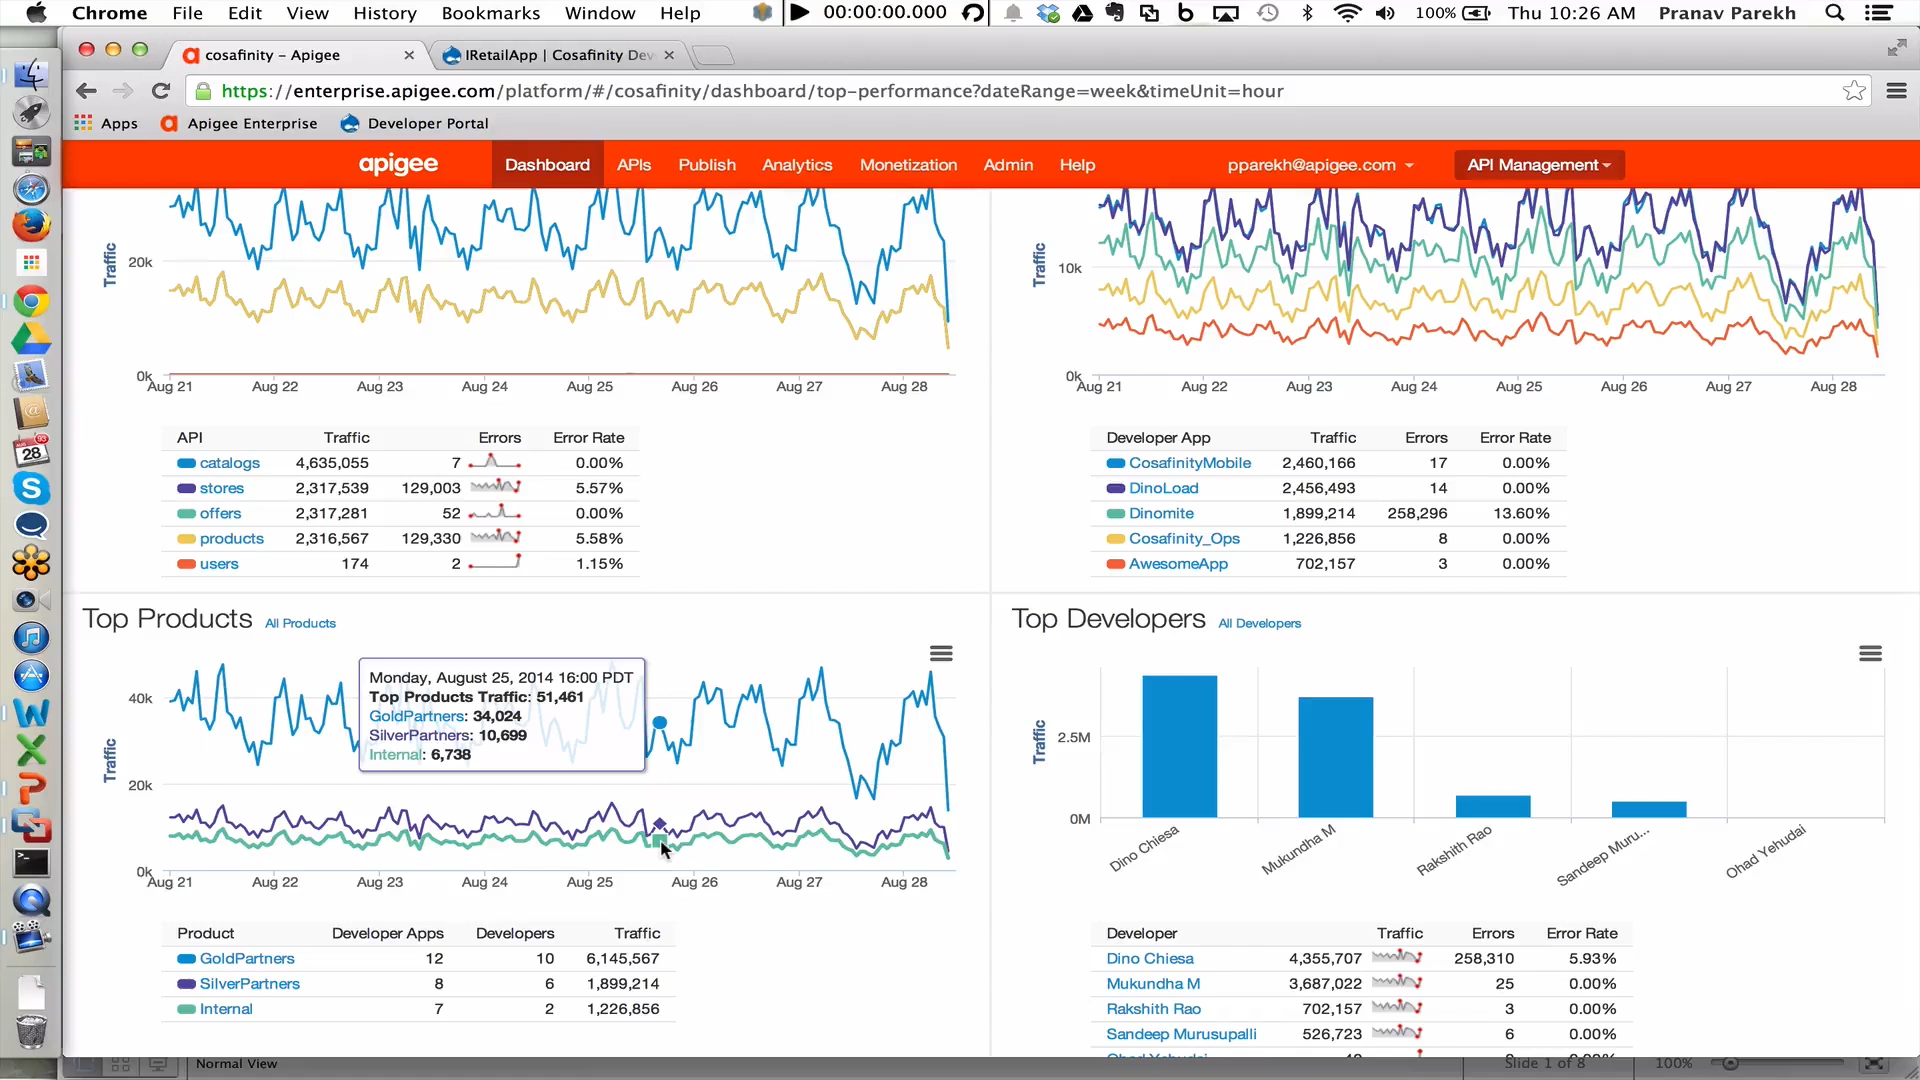 Chrome File Edit View History Bookmarks Window Help 00:00:00.000 100% Thu 10:26 AM Pranav Parekh
cosafinity – Apigee IRetailApp | Cosafinity Dev
https://enterprise.apigee.com/platform/#/cosafinity/dashboard/top-performance?dateRange=week&timeUnit=hour
Apps Apigee Enterprise Developer Portal
apigee Dashboard APIs Publish Analytics Monetization Admin Help pparekh@apigee.com API Management
Traffic
20k
0k
Aug 21 Aug 22 Aug 23 Aug 24 Aug 25 Aug 26 Aug 27 Aug 28
Traffic
10k
0k
Aug 21 Aug 22 Aug 23 Aug 24 Aug 25 Aug 26 Aug 27 Aug 28
API Traffic Errors Error Rate
catalogs 4,635,055 7 0.00%
stores 2,317,539 129,003 5.57%
offers 2,317,281 52 0.00%
products 2,316,567 129,330 5.58%
users 174 2 1.15%
Developer App Traffic Errors Error Rate
CosafinityMobile 2,460,166 17 0.00%
DinoLoad 2,456,493 14 0.00%
Dinomite 1,899,214 258,296 13.60%
Cosafinity_Ops 1,226,856 8 0.00%
AwesomeApp 702,157 3 0.00%
Top Products All Products
Traffic
40k
20k
0k
Monday, August 25, 2014 16:00 PDT
Top Products Traffic: 51,461
GoldPartners: 34,024
SilverPartners: 10,699
Internal: 6,738
Aug 21 Aug 22 Aug 23 Aug 24 Aug 25 Aug 26 Aug 27 Aug 28
Product Developer Apps Developers Traffic
GoldPartners 12 10 6,145,567
SilverPartners 8 6 1,899,214
Internal 7 2 1,226,856
Top Developers All Developers
Traffic
2.5M
0M
Dino Chiesa Mukundha M Rakshith Rao Sandeep Muru... Ohad Yehudai
Developer Traffic Errors Error Rate
Dino Chiesa 4,355,707 258,310 5.93%
Mukundha M 3,687,022 25 0.00%
Rakshith Rao 702,157 3 0.00%
Sandeep Murusupalli 526,723 6 0.00%
Normal View Slide 1 of 8 100%